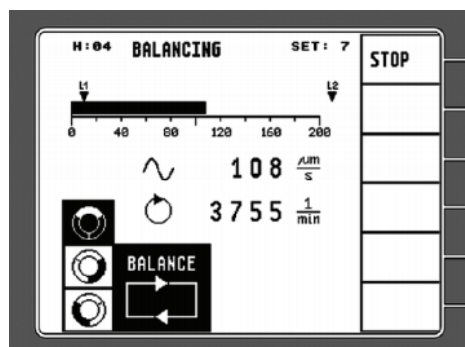 H:04 BALANCING SET: 7
STOP
L1 L2
0 40 80 120 160 200
108 µm/s
3755 1/min
BALANCE